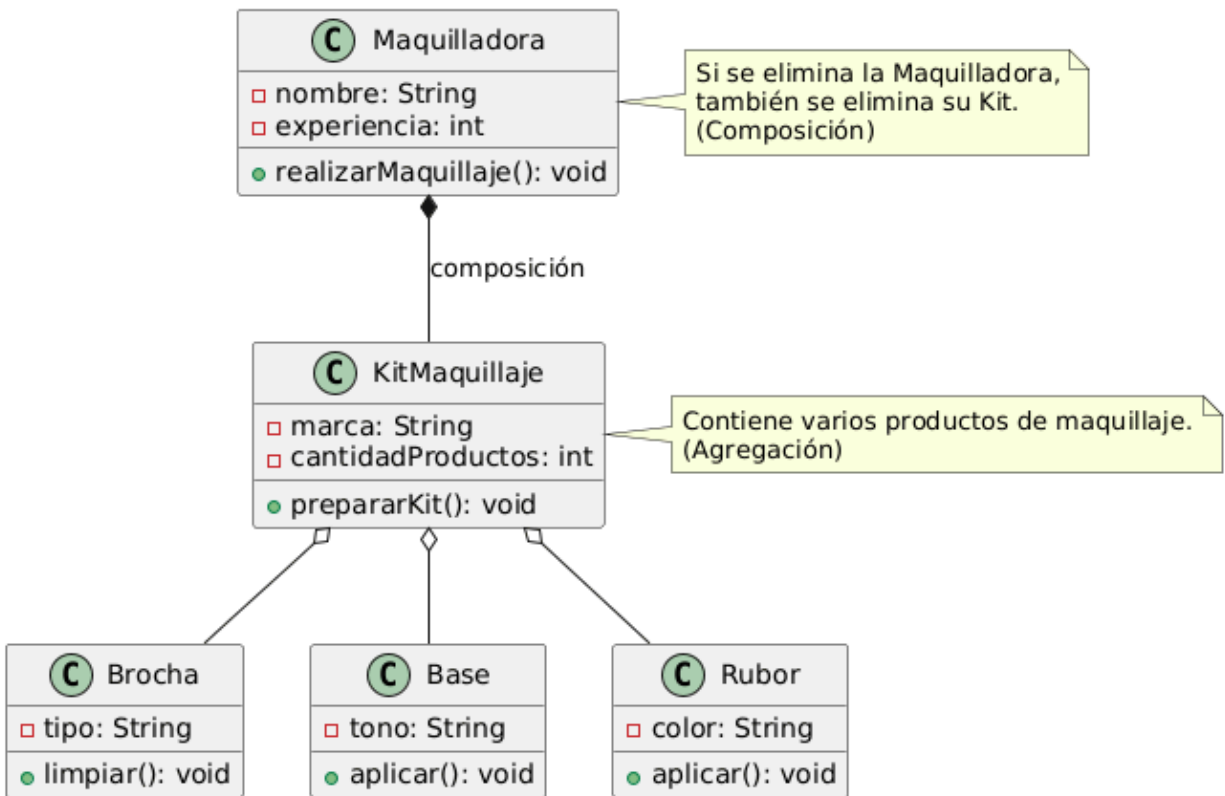 C Maquilladora
nombre: String
experiencia: int
realizarMaquillaje(): void
Si se elimina la Maquilladora,
también se elimina su Kit.
(Composición)
composición
C KitMaquillaje
marca: String
cantidadProductos: int
prepararKit(): void
Contiene varios productos de maquillaje.
(Agregación)
C Brocha
tipo: String
limpiar(): void
C Base
tono: String
aplicar(): void
C Rubor
color: String
aplicar(): void